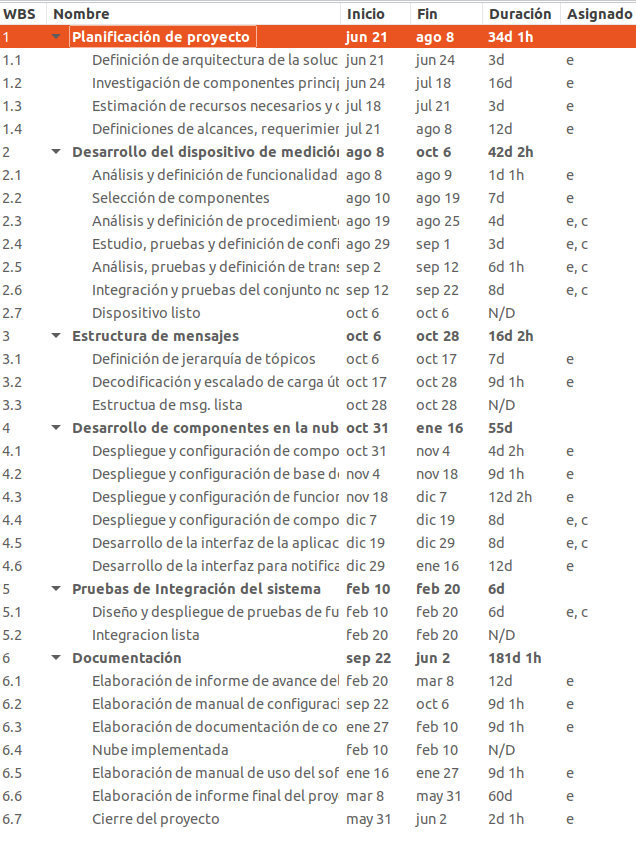 WBS Nombre Inicio Fin Duración Asignado
1 Planificación de proyecto jun 21 ago 8 34d 1h
1.1 Definición de arquitectura de la soluc jun 21 jun 24 3d e
1.2 Investigación de componentes princip jun 24 jul 18 16d e
1.3 Estimación de recursos necesarios y c jul 18 jul 21 3d e
1.4 Definiciones de alcances, requerimier jul 21 ago 8 12d e
2 Desarrollo del dispositivo de medición ago 8 oct 6 42d 2h
2.1 Análisis y definición de funcionalidad ago 8 ago 9 1d 1h e
2.2 Selección de componentes ago 10 ago 19 7d e
2.3 Análisis y definición de procedimient ago 19 ago 25 4d e, c
2.4 Estudio, pruebas y definición de confi ago 29 sep 1 3d e, c
2.5 Análisis, pruebas y definición de tran sep 2 sep 12 6d 1h e, c
2.6 Integración y pruebas del conjunto no sep 12 sep 22 8d e, c
2.7 Dispositivo listo oct 6 oct 6 N/D
3 Estructura de mensajes oct 6 oct 28 16d 2h
3.1 Definición de jerarquía de tópicos oct 6 oct 17 7d e
3.2 Decodificación y escalado de carga út oct 17 oct 28 9d 1h e
3.3 Estructua de msg. lista oct 28 oct 28 N/D
4 Desarrollo de componentes en la nub oct 31 ene 16 55d
4.1 Despliegue y configuración de compo oct 31 nov 4 4d 2h e
4.2 Despliegue y configuración de base de nov 4 nov 18 9d 1h e
4.3 Despliegue y configuración de funcior nov 18 dic 7 12d 2h e
4.4 Despliegue y configuración de compo dic 7 dic 19 8d e, c
4.5 Desarrollo de la interfaz de la aplicac dic 19 dic 29 8d e, c
4.6 Desarrollo de la interfaz para notifica dic 29 ene 16 12d e
5 Pruebas de Integración del sistema feb 10 feb 20 6d
5.1 Diseño y despliegue de pruebas de fu feb 10 feb 20 6d e, c
5.2 Integracion lista feb 20 feb 20 N/D
6 Documentación sep 22 jun 2 181d 1h
6.1 Elaboración de informe de avance del feb 20 mar 8 12d e
6.2 Elaboración de manual de configuraci sep 22 oct 6 9d 1h e
6.3 Elaboración de documentación de co ene 27 feb 10 9d 1h e
6.4 Nube implementada feb 10 feb 10 N/D
6.5 Elaboración de manual de uso del sof ene 16 ene 27 9d 1h e
6.6 Elaboración de informe final del proy mar 8 may 31 60d e
6.7 Cierre del proyecto may 31 jun 2 2d 1h e